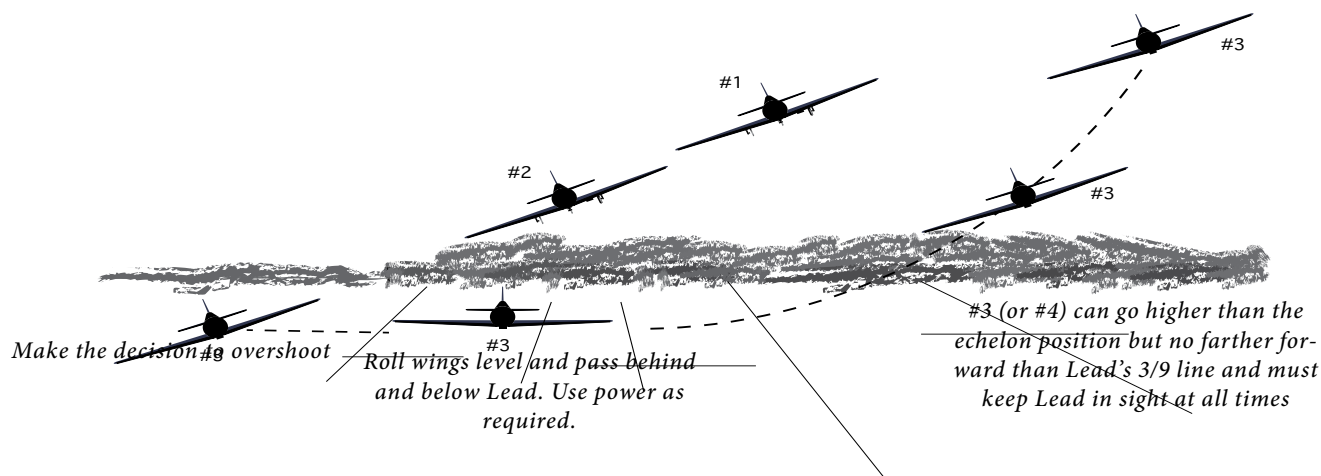 #3
#1
#2
#3
#3
#3
Make the decision to overshoot
Roll wings level and pass behind
and below Lead. Use power as
required.
#3 (or #4) can go higher than the
echelon position but no farther for-
ward than Lead's 3/9 line and must
keep Lead in sight at all times